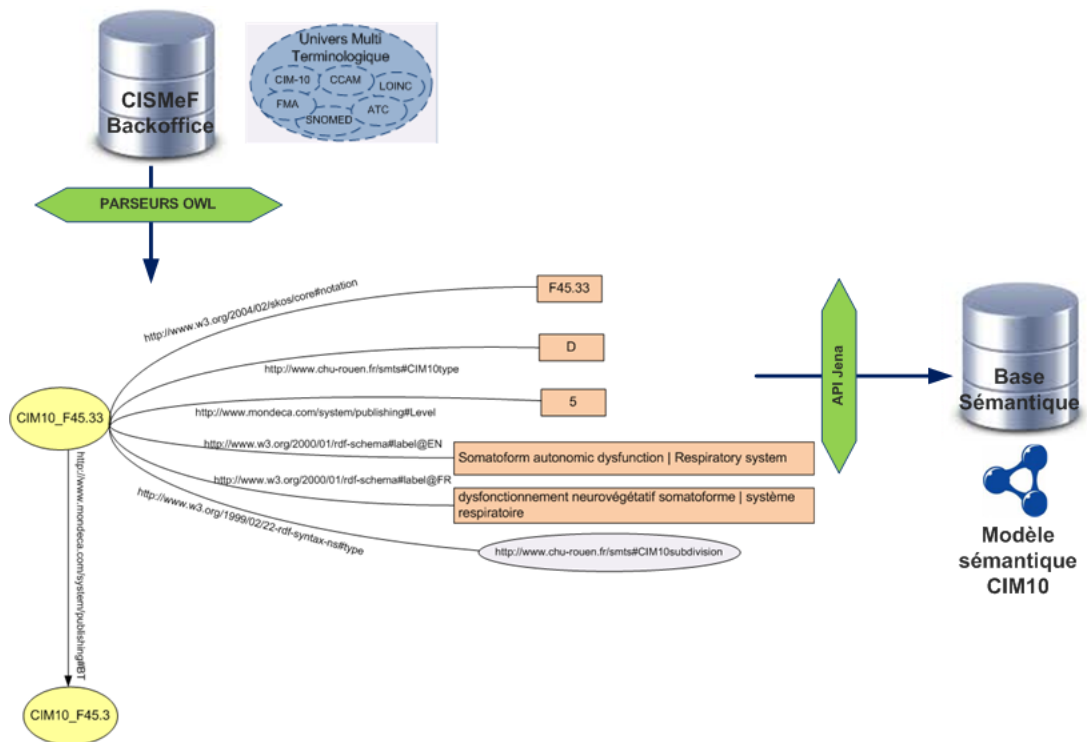 CISMeF
Backoffice
Univers Multi
Terminologique
CIM-10
CCAM
LOINC
FMA
ATC
SNOMED
PARSEURS OWL
http://www.w3.org/2004/02/skos/core#notation
F45.33
http://www.chu-rouen.fr/smts#CIM10type
D
http://www.mondeca.com/system/publishing#Level
5
CIM10_F45.33
http://www.w3.org/2000/01/rdf-schema#label@EN
Somatoform autonomic dysfunction | Respiratory system
http://www.w3.org/2000/01/rdf-schema#label@FR
dysfonctionnement neurovégétatif somatoforme | système
respiratoire
http://www.w3.org/1999/02/22-rdf-syntax-ns#type
http://www.chu-rouen.fr/smts#CIM10subdivision
http://www.mondeca.com/system/publishing#BT
CIM10_F45.3
API Jena
Base
Sémantique
Modèle
sémantique
CIM10